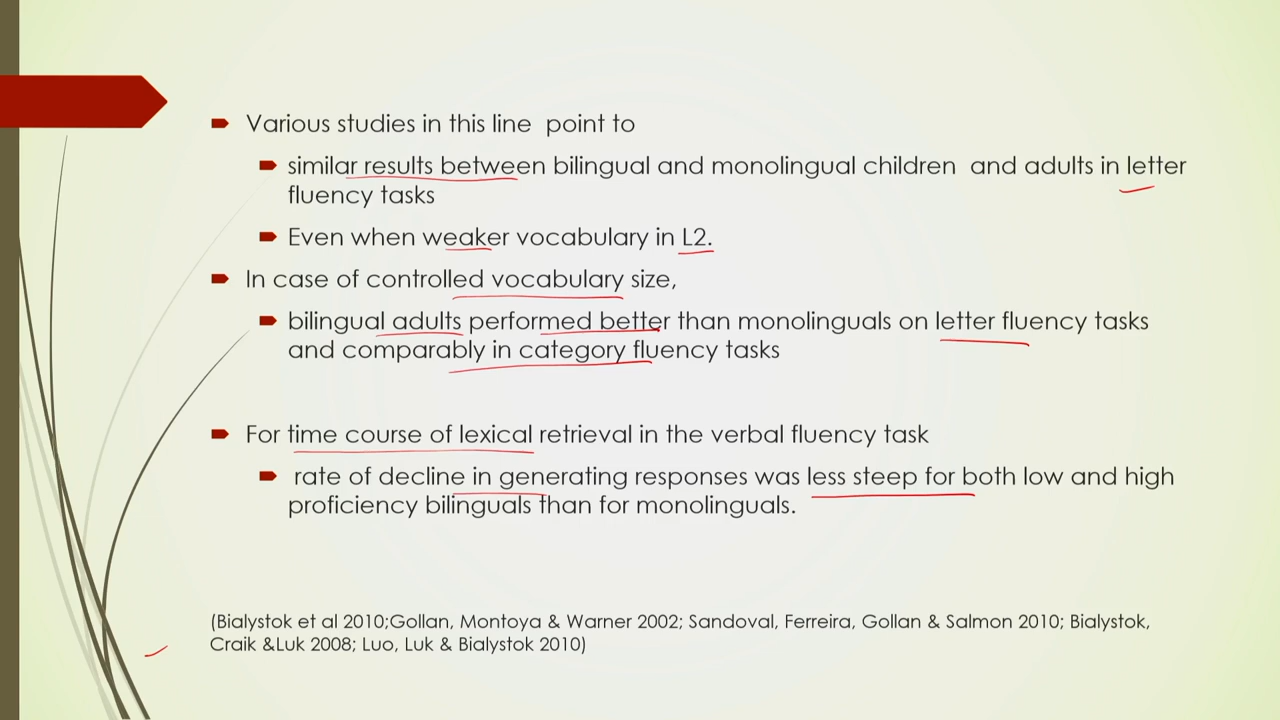 Various studies in this line point to
similar results between bilingual and monolingual children and adults in letter
fluency tasks
Even when weaker vocabulary in L2.
In case of controlled vocabulary size,
bilingual adults performed better than monolinguals on letter fluency tasks
and comparably in category fluency tasks
For time course of lexical retrieval in the verbal fluency task
rate of decline in generating responses was less steep for both low and high
proficiency bilinguals than for monolinguals.
(Bialystok et al 2010;Gollan, Montoya & Warner 2002; Sandoval, Ferreira, Gollan & Salmon 2010; Bialystok,
Craik &Luk 2008; Luo, Luk & Bialystok 2010)